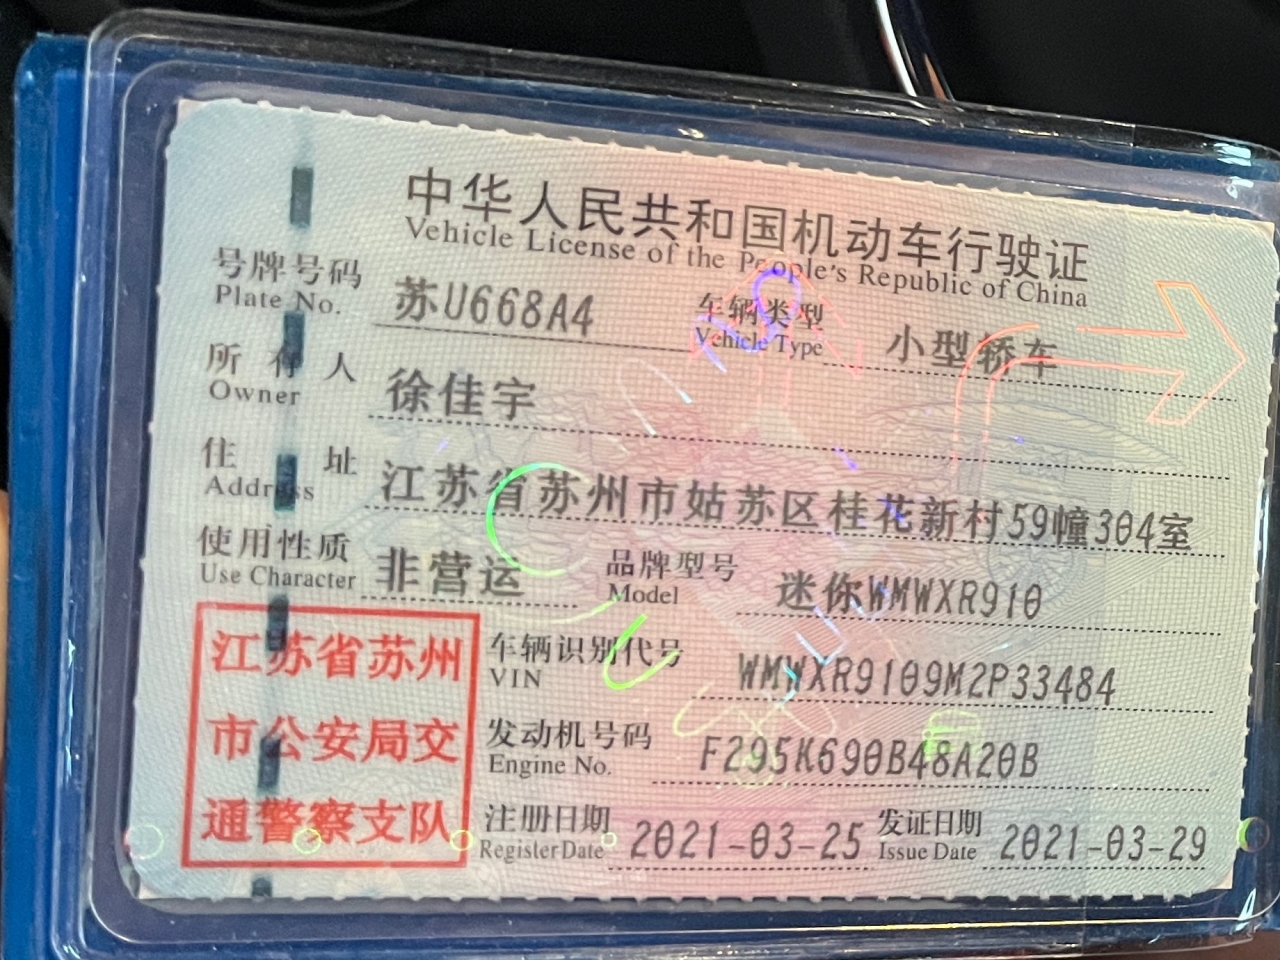 中华人民共和国机动车行驶证
Vehicle License of the People's Republic of China
号牌号码 苏U668A4 车辆类型 小型轿车
Plate No. Vehicle Type
所有人 徐佳宇
Owner
住址 江苏省苏州市姑苏区桂花新村59幢304室
Address
使用性质 非营运 品牌型号 迷你WMWXR910
Use Character Model
江苏省苏州
市公安局交
通警察支队
车辆识别代号 WMWXR9109M2P33484
VIN
发动机号码 F295K690B48A20B
Engine No.
注册日期 2021-03-25 发证日期 2021-03-29
Register Date Issue Date